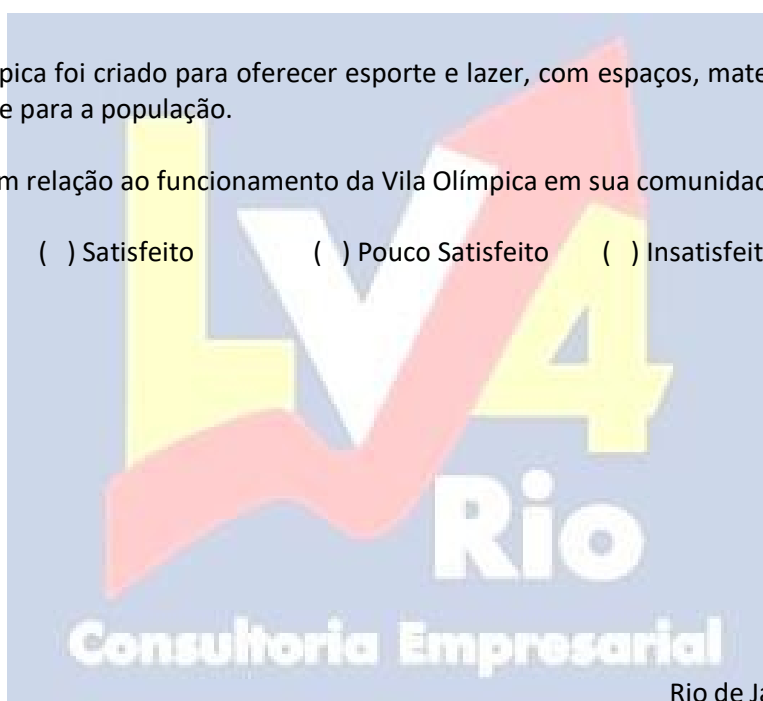 pica foi criado para oferecer esporte e lazer, com espaços, mate
e para a população.
m relação ao funcionamento da Vila Olímpica em sua comunidad
( ) Satisfeito ( ) Pouco Satisfeito ( ) Insatisfeit
LV4
Rio
Consultoria Empresarial
Rio de Ja